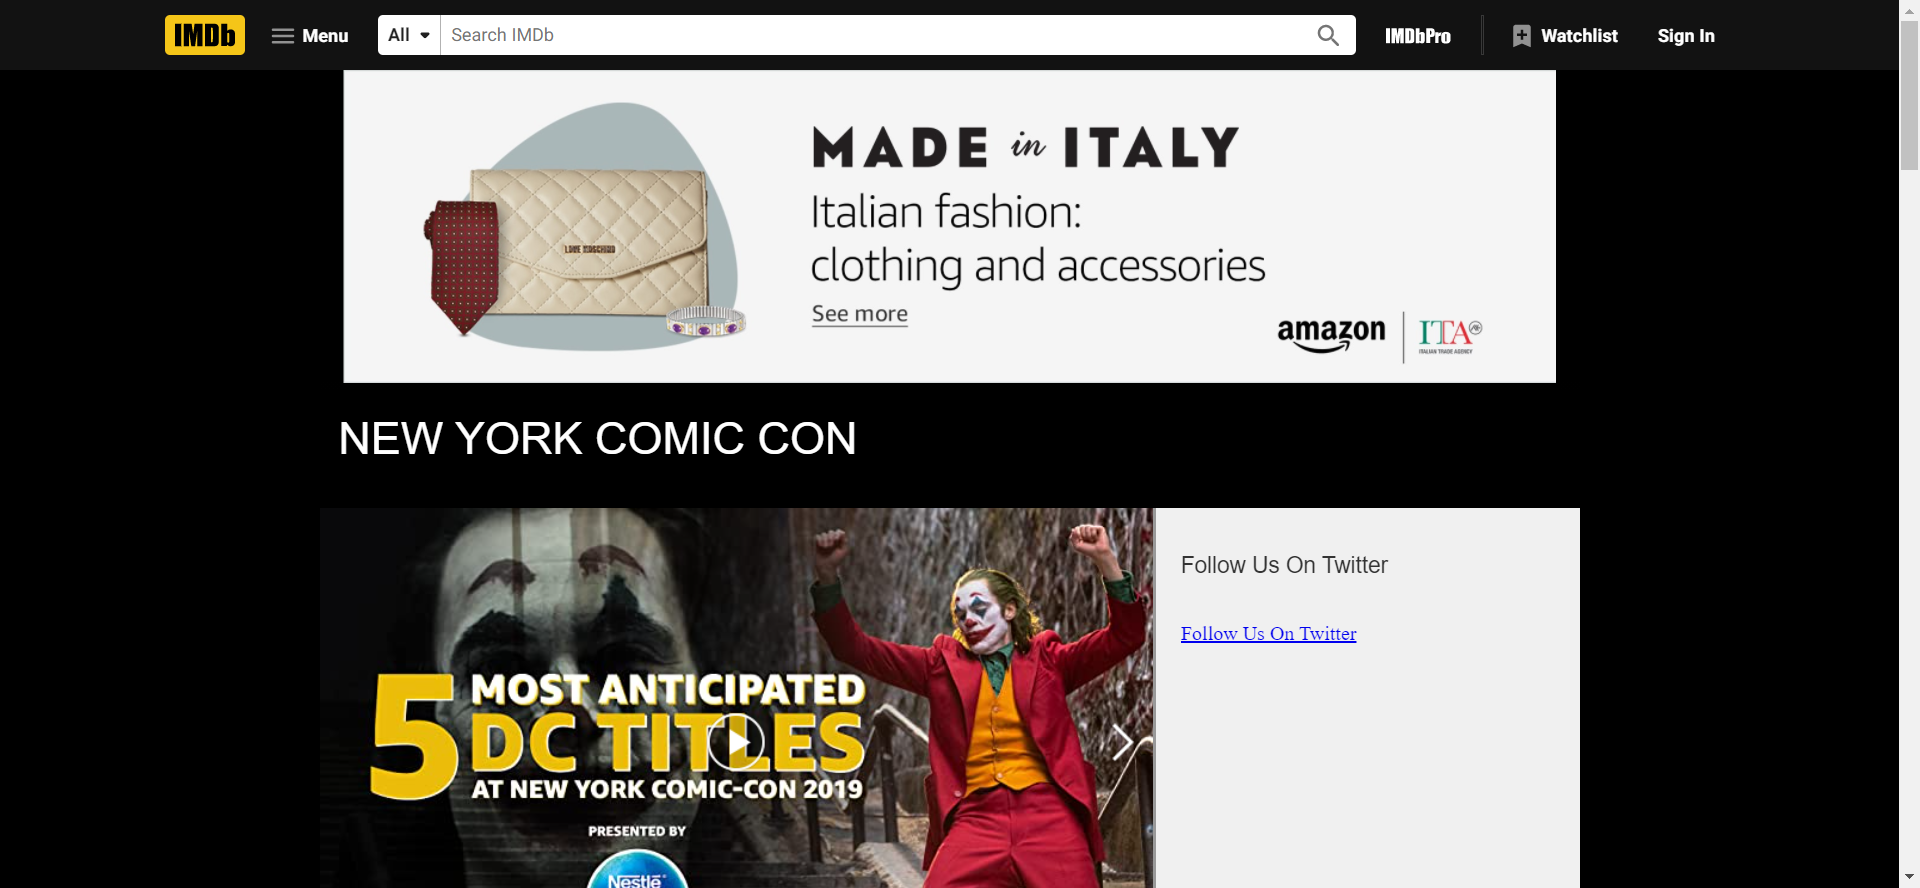 IMDb
Menu
All
Search IMDb
IMDbPro
Watchlist
Sign In
MADE in ITALY
Italian fashion:
clothing and accessories
See more
LOVE MOSCHINO
amazon
ITA
ITALIAN TRADE AGENCY
NEW YORK COMIC CON
5 MOST ANTICIPATED
DC TITLES
AT NEW YORK COMIC-CON 2019
PRESENTED BY
Nestlé
Follow Us On Twitter
Follow Us On Twitter